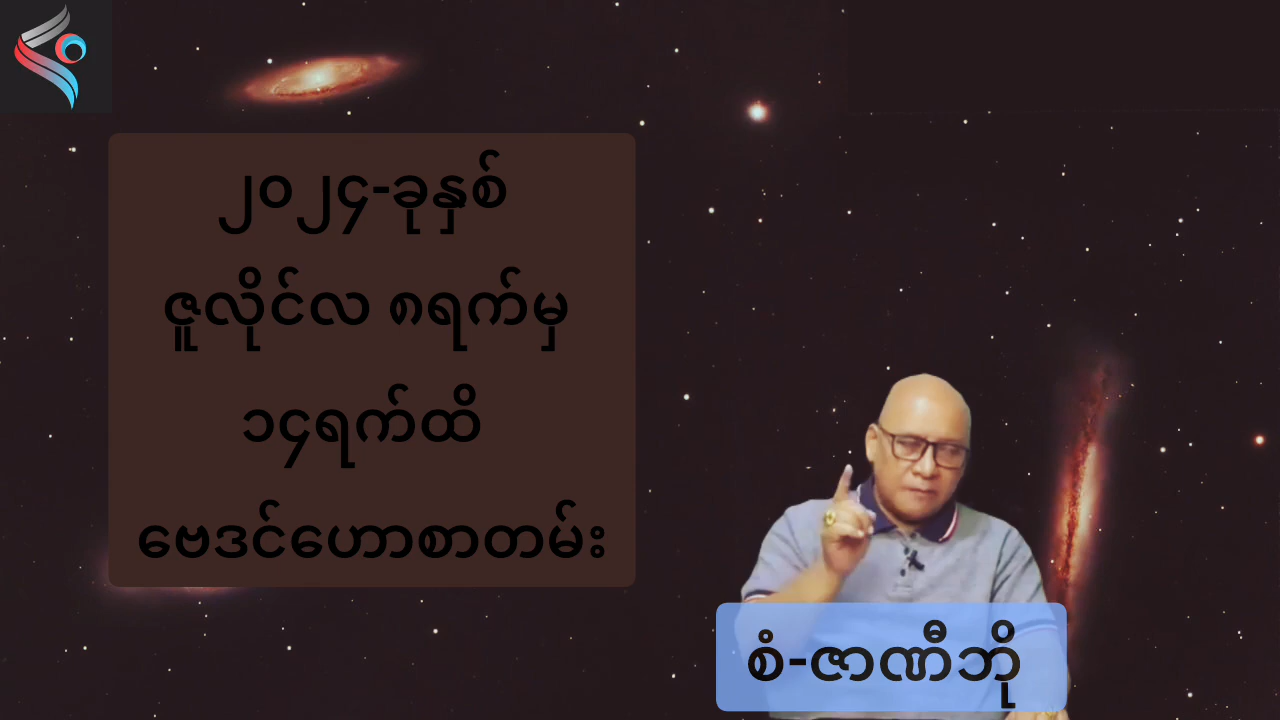 ၂၀၂၄-ခုနှစ်
ဇူလိုင်လ ၈ရက်မှ
၁၄ရက်ထိ
ဗေဒင်ဟောစာတမ်း
စံ-ဇာဏီဘို